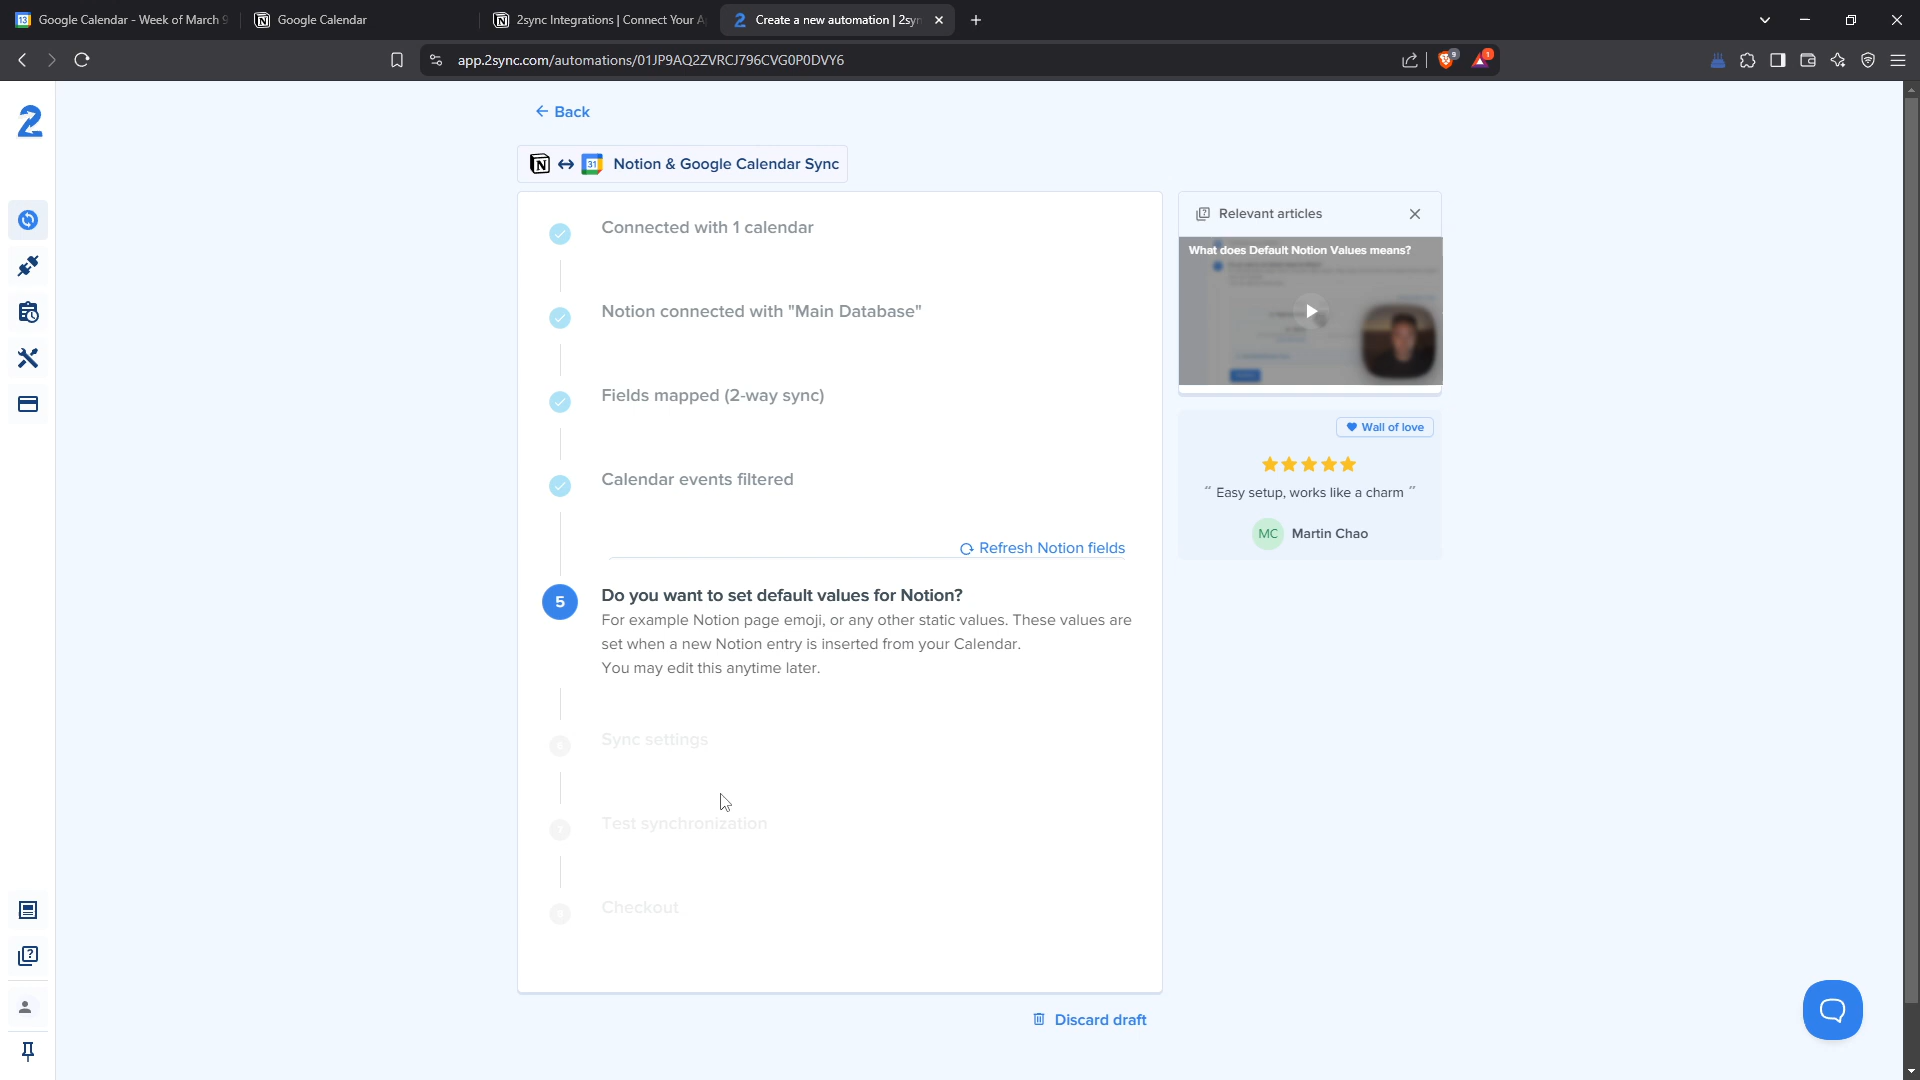 Google Calendar - Week of March 9
Google Calendar
2sync Integrations | Connect Your A
Create a new automation | 2syn
app.2sync.com/automations/01JP9AQ2ZVRCJ796CVG0P0DVY6
9
1
Back
Notion & Google Calendar Sync
Connected with 1 calendar
Notion connected with "Main Database"
Fields mapped (2-way sync)
Calendar events filtered
Refresh Notion fields
5
Do you want to set default values for Notion?
For example Notion page emoji, or any other static values. These values are
set when a new Notion entry is inserted from your Calendar.
You may edit this anytime later.
Sync settings
Test synchronization
Checkout
Discard draft
Relevant articles
What does Default Notion Values means?
Wall of love
“ Easy setup, works like a charm ”
MC
Martin Chao